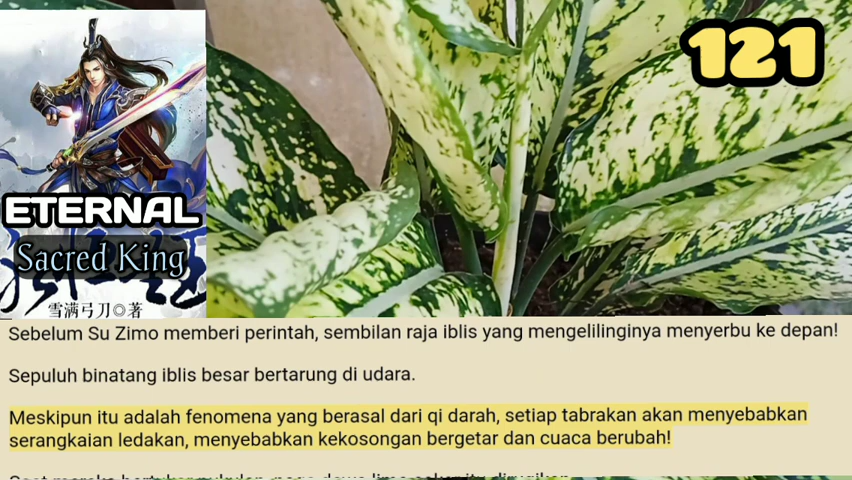 121
ETERNAL
Sacred King
雪满弓刀◎著
Sebelum Su Zimo memberi perintah, sembilan raja iblis yang mengelilinginya menyerbu ke depan!
Sepuluh binatang iblis besar bertarung di udara.
Meskipun itu adalah fenomena yang berasal dari qi darah, setiap tabrakan akan menyebabkan
serangkaian ledakan, menyebabkan kekosongan bergetar dan cuaca berubah!